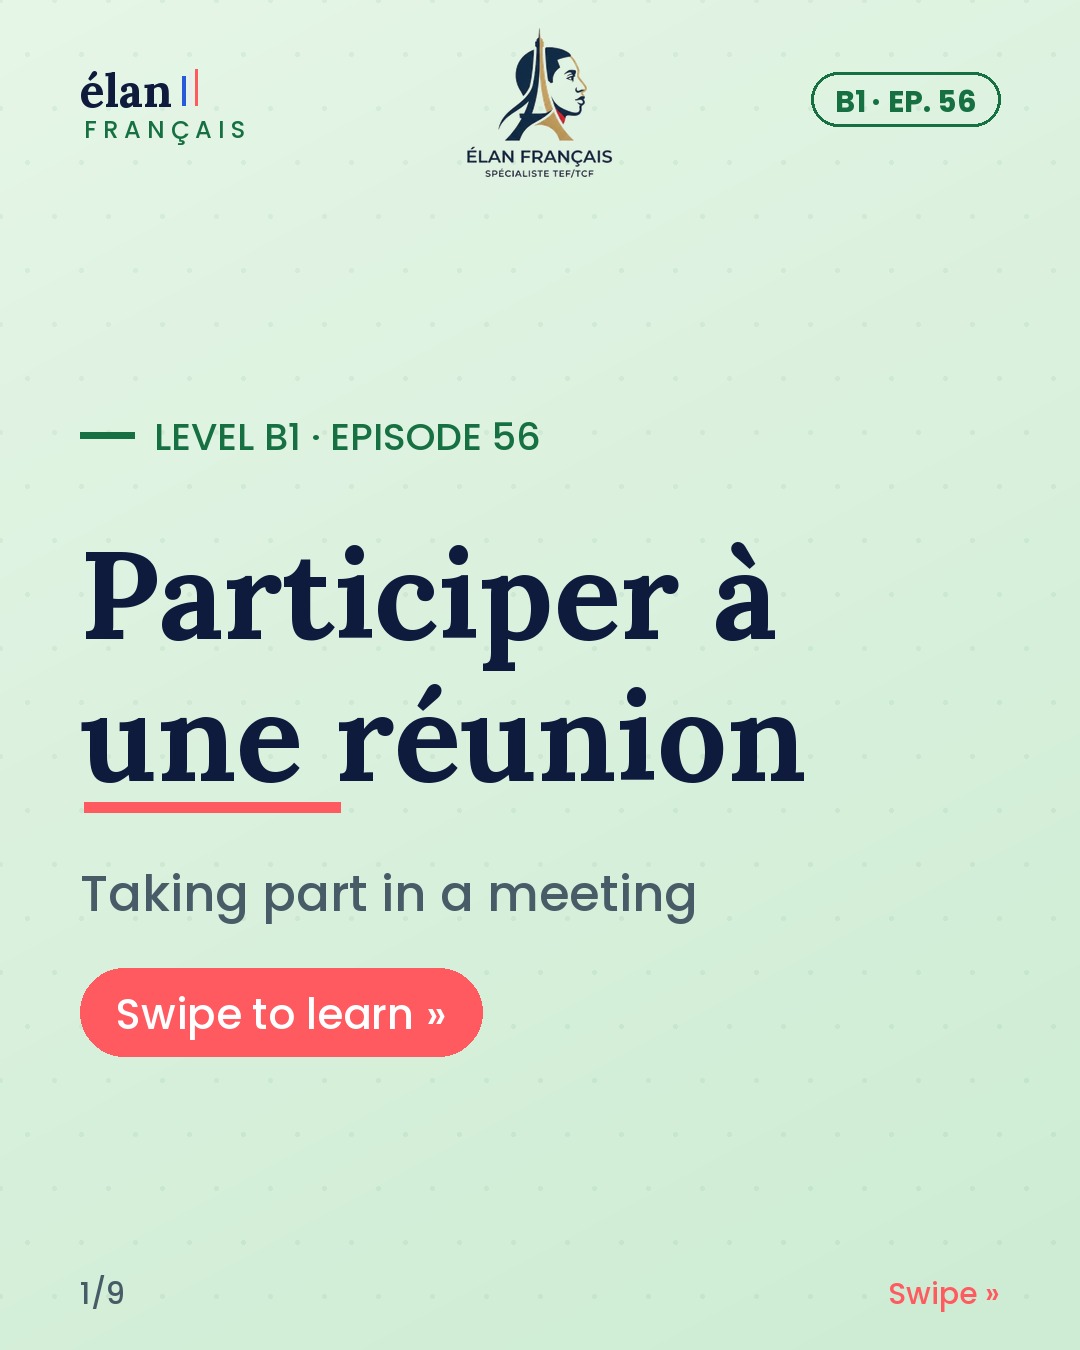 élan
FRANÇAIS
ÉLAN FRANÇAIS
SPÉCIALISTE TEF/TCF
B1 · EP. 56
LEVEL B1 · EPISODE 56
Participer à
une réunion
Taking part in a meeting
Swipe to learn »
1/9
Swipe »